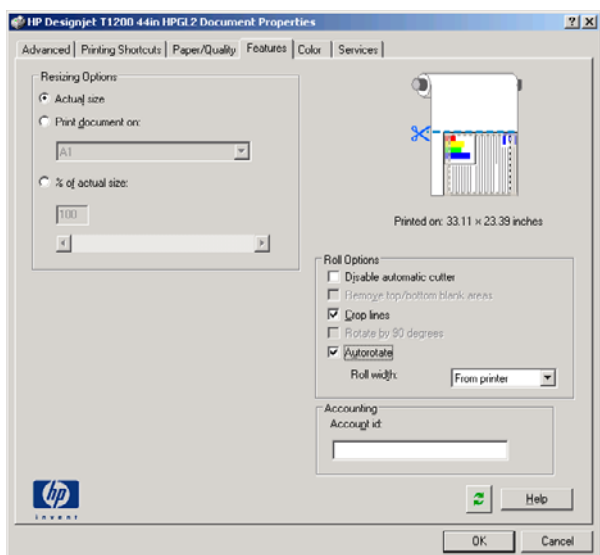 HP Designjet T1200 44in HPGL2 Document Properties
Advanced Printing Shortcuts Paper/Quality Features Color Services
Resizing Options
Actual size
Print document on:
A1
% of actual size:
100
Printed on: 33.11 × 23.39 inches
Roll Options
Disable automatic cutter
Remove top/bottom blank areas
Crop lines
Rotate by 90 degrees
Autorotate
Roll width: From printer
Accounting
Account id:
hp
invent
Help
OK Cancel